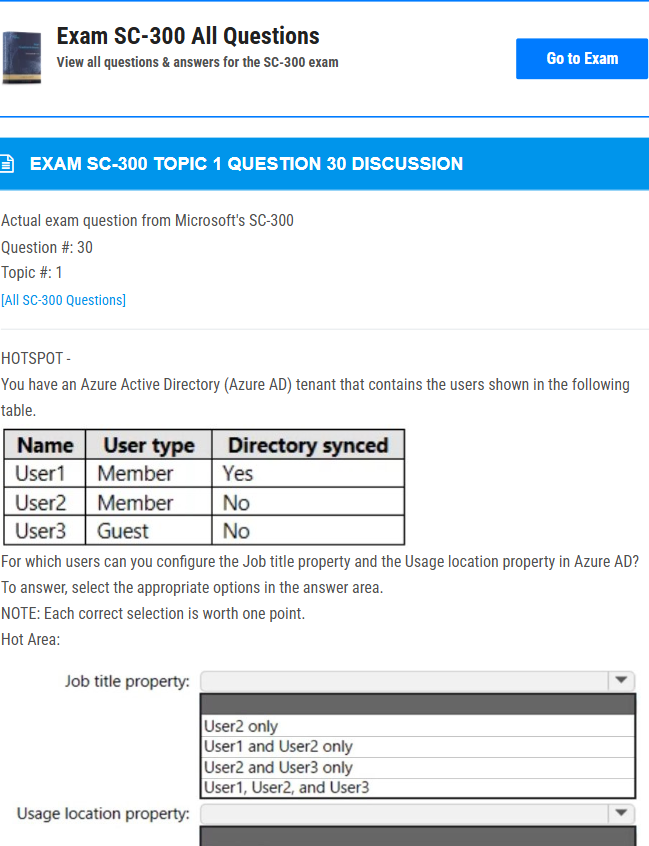 Exam SC-300 All Questions
View all questions & answers for the SC-300 exam
Go to Exam
EXAM SC-300 TOPIC 1 QUESTION 30 DISCUSSION
Actual exam question from Microsoft's SC-300
Question #: 30
Topic #: 1
[All SC-300 Questions]
HOTSPOT -
You have an Azure Active Directory (Azure AD) tenant that contains the users shown in the following
table.
Name User type Directory synced
User1 Member Yes
User2 Member No
User3 Guest No
For which users can you configure the Job title property and the Usage location property in Azure AD?
To answer, select the appropriate options in the answer area.
NOTE: Each correct selection is worth one point.
Hot Area:
Job title property:
User2 only
User1 and User2 only
User2 and User3 only
User1, User2, and User3
Usage location property: